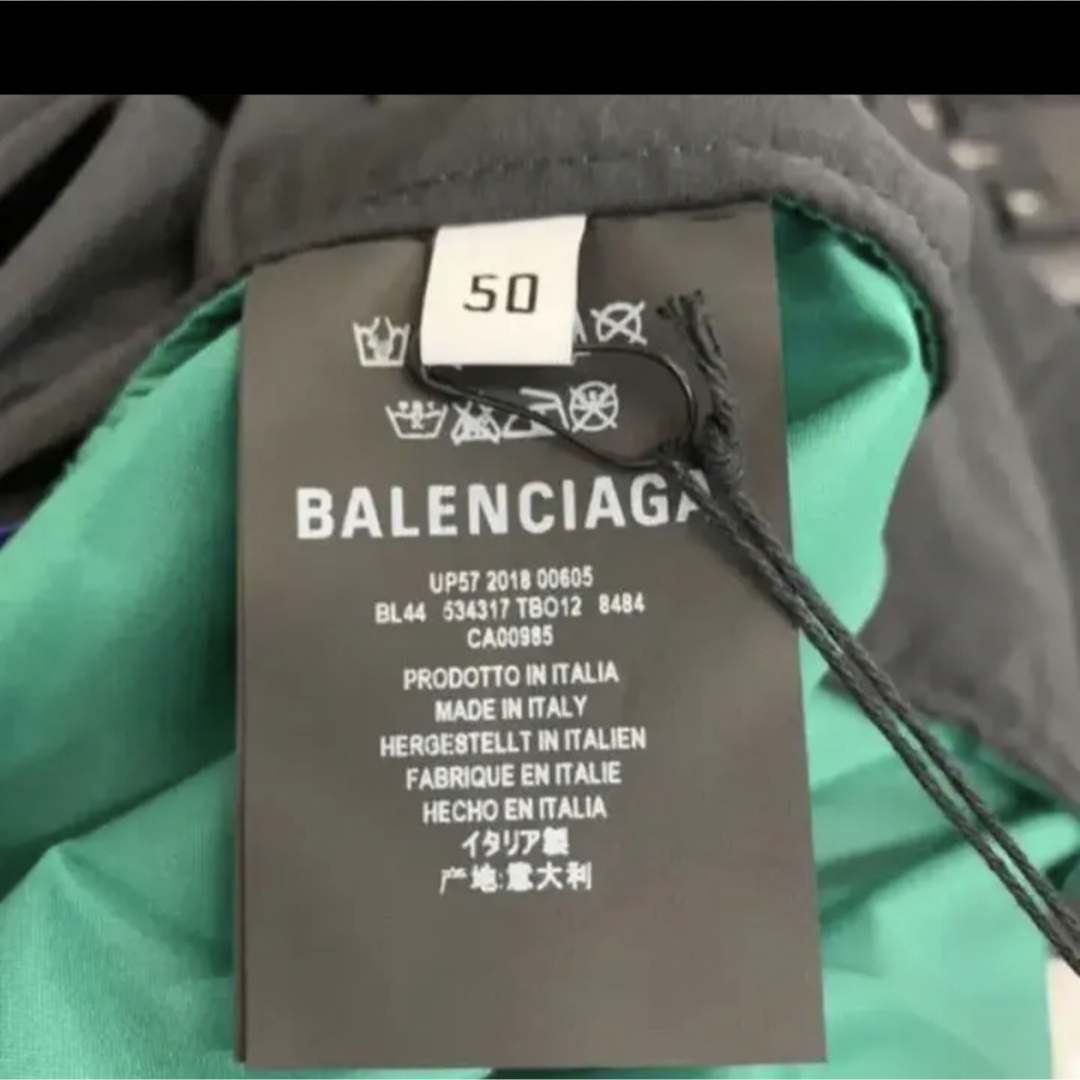 50
BALENCIAGA
UP57 2018 00605
BL44 534317 TBO12 8484
CA00985
PRODOTTO IN ITALIA
MADE IN ITALY
HERGESTELLT IN ITALIEN
FABRIQUE EN ITALIE
HECHO EN ITALIA
イタリア製
产地:意大利